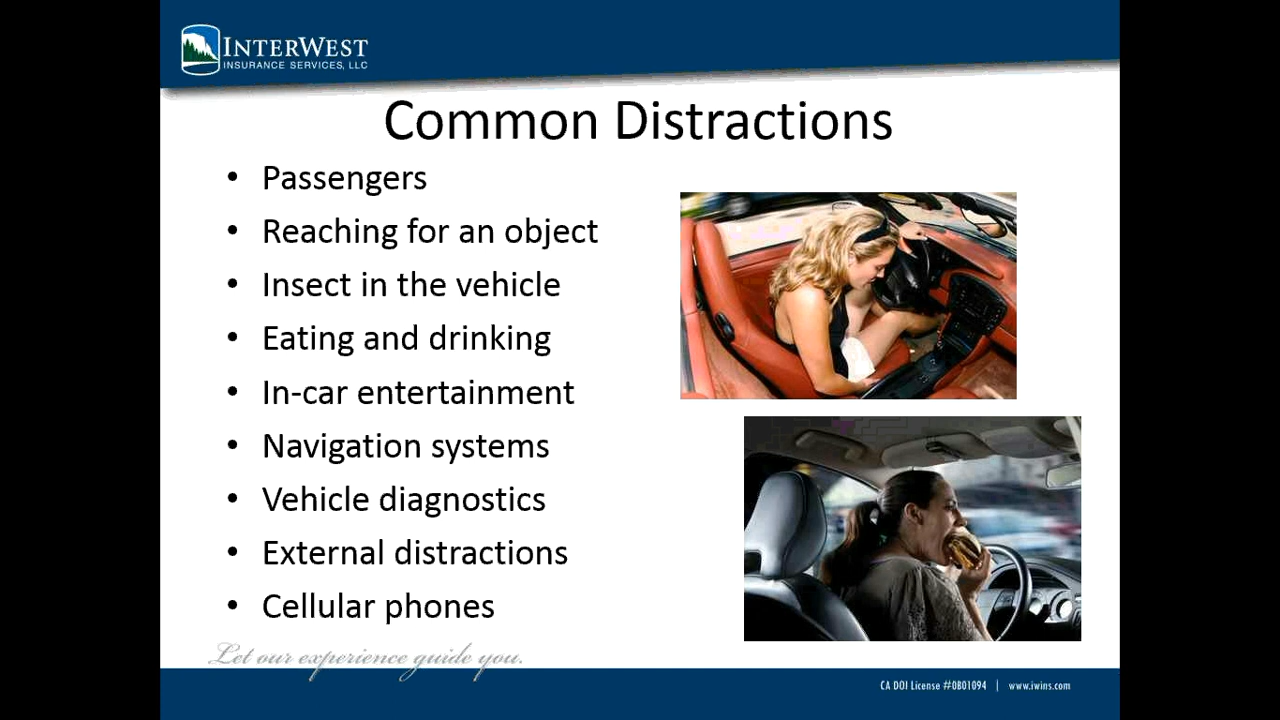 INTERWEST
INSURANCE SERVICES, LLC
Common Distractions
• Passengers
• Reaching for an object
• Insect in the vehicle
• Eating and drinking
• In-car entertainment
• Navigation systems
• Vehicle diagnostics
• External distractions
• Cellular phones
Let our experience guide you.
CA DOI License #0B01094 | www.iwins.com